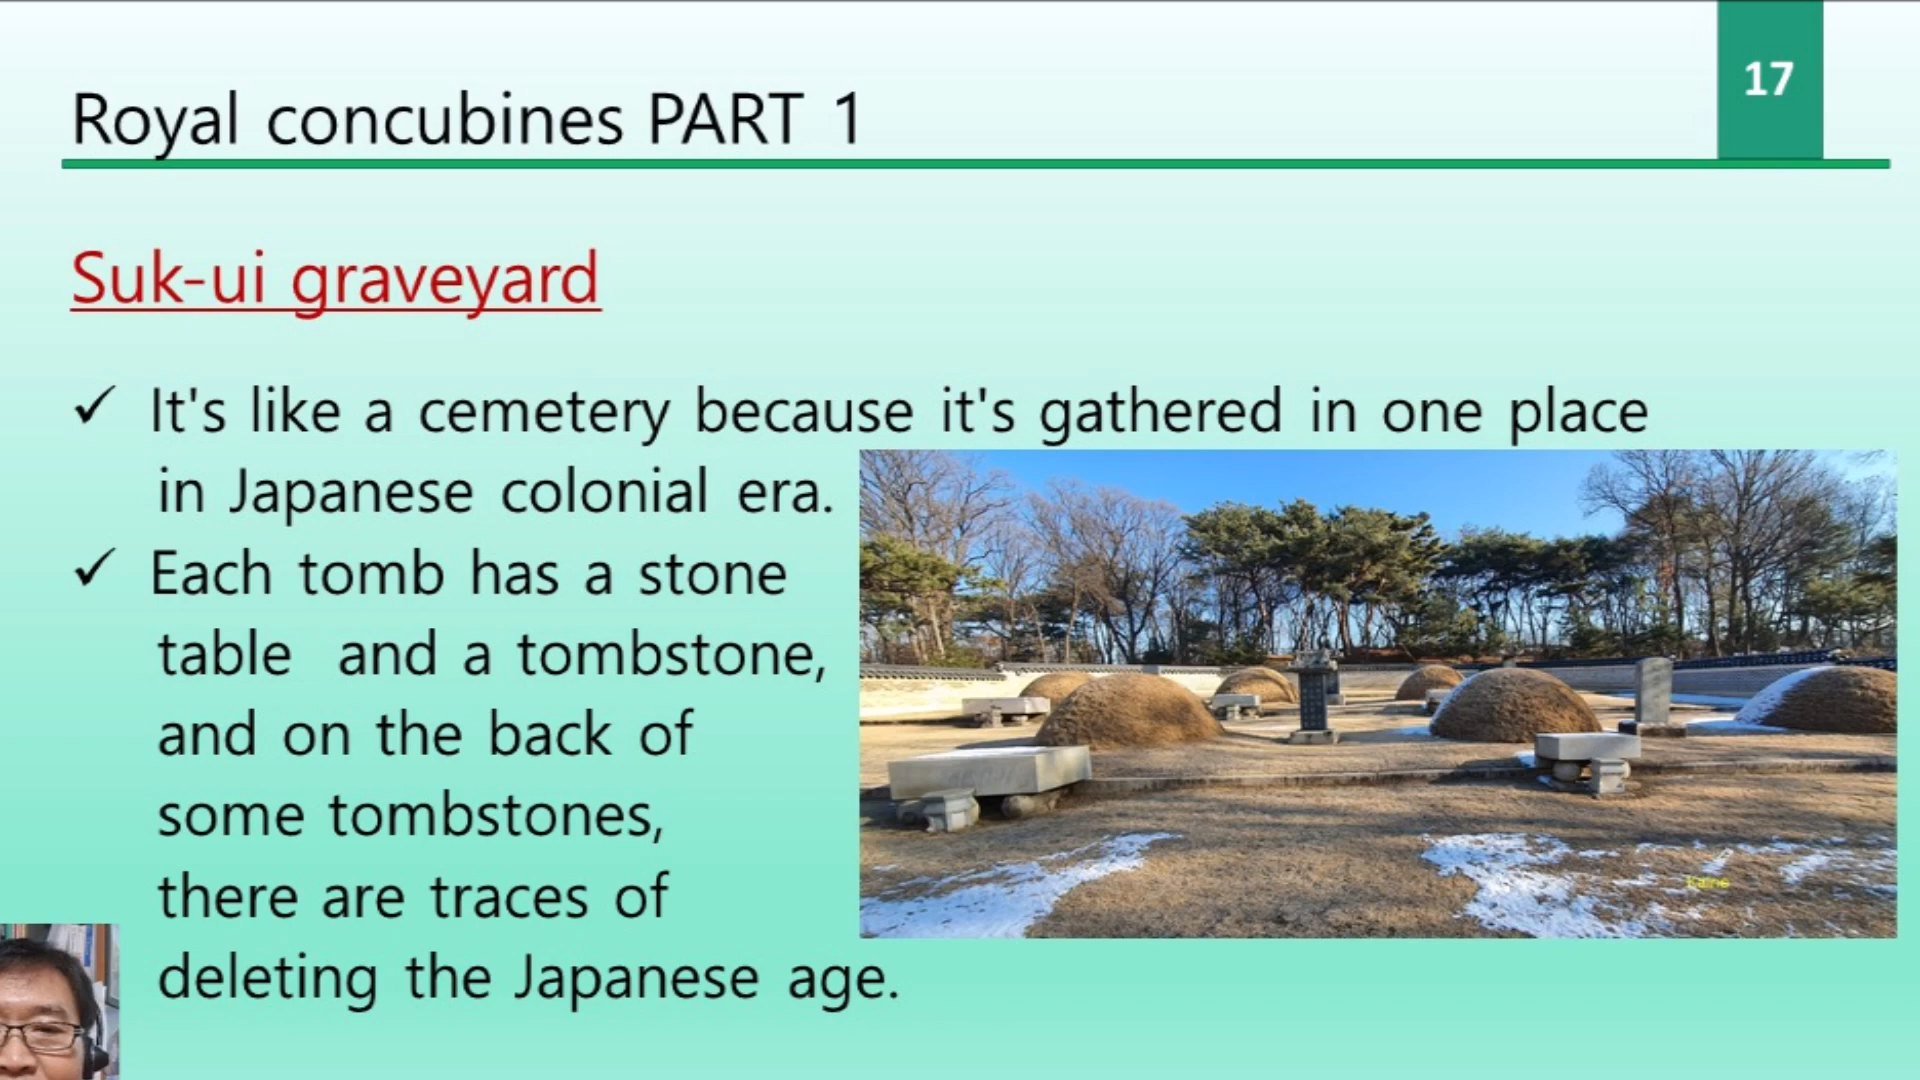 17
Royal concubines PART 1
Suk-ui graveyard
✓ It's like a cemetery because it's gathered in one place
in Japanese colonial era.
✓ Each tomb has a stone
table and a tombstone,
and on the back of
some tombstones,
there are traces of
deleting the Japanese age.